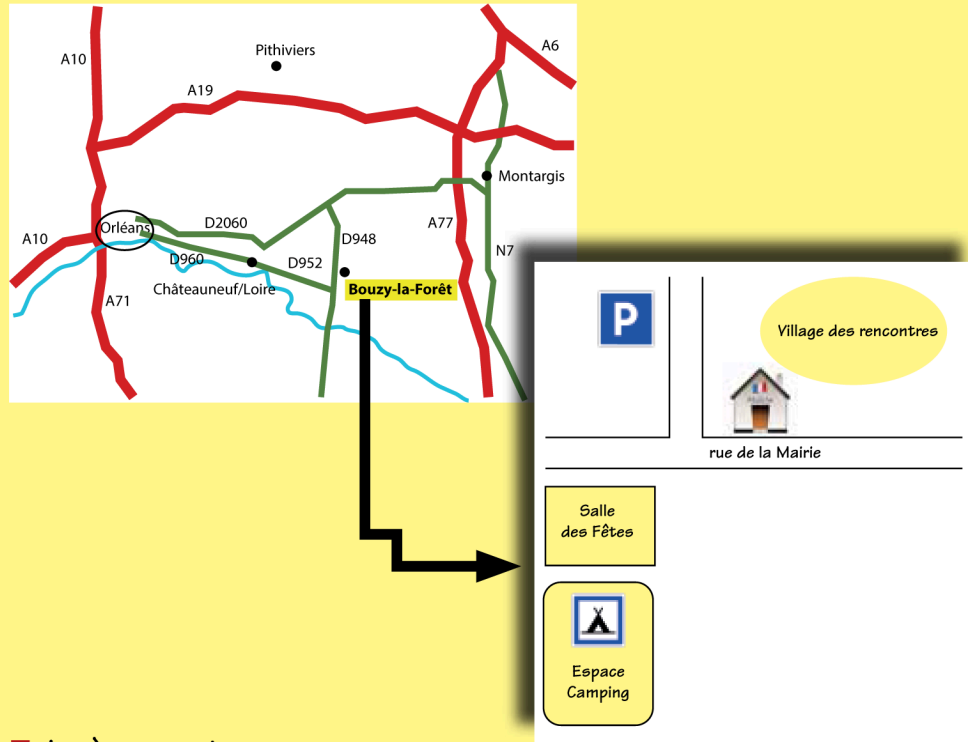 A10
Pithiviers
A6
A19
Montargis
Orléans
D2060
A77
D948
A10
D960
D952
N7
Châteauneuf/Loire
Bouzy-la-Forêt
A71
P
Village des rencontres
rue de la Mairie
Salle
des Fêtes
Espace
Camping